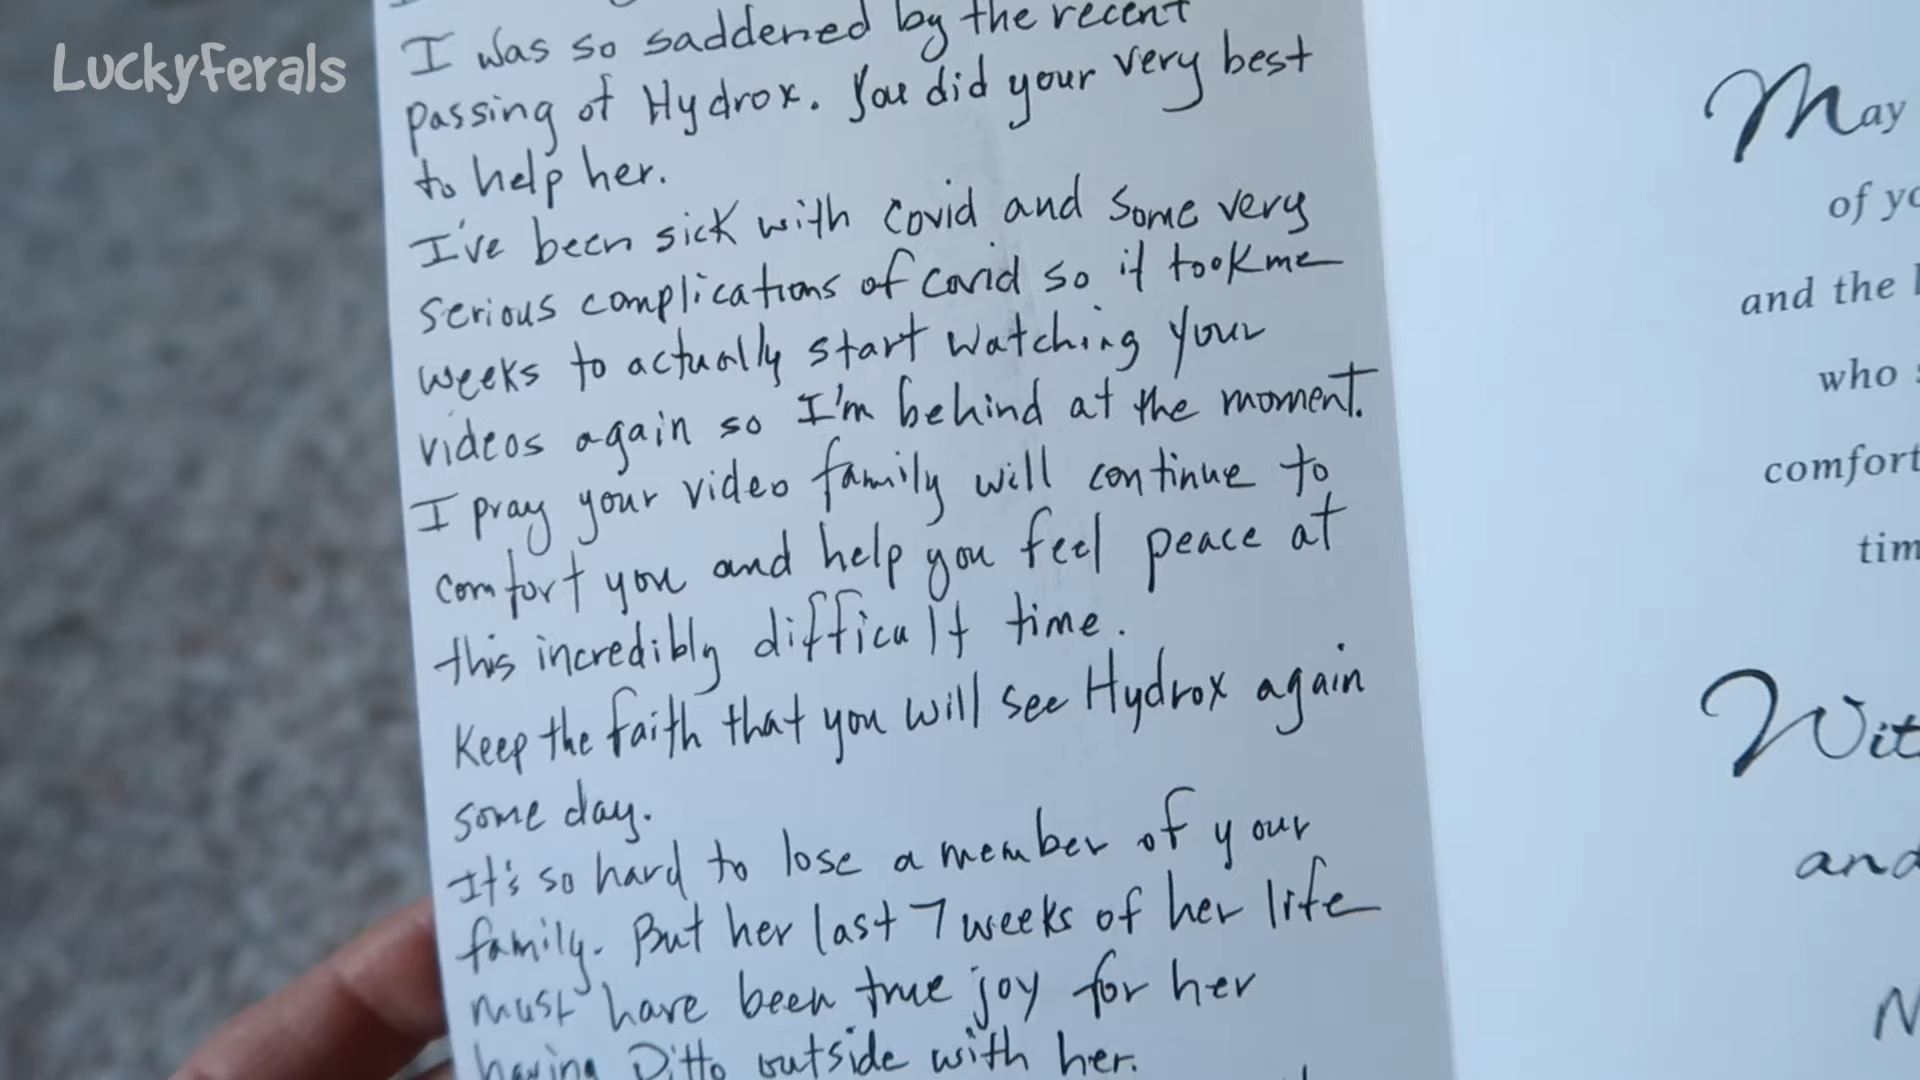 LuckyFerals
I was so saddened by the recent
passing of Hydrox. You did your very best
to help her.
I've been sick with covid and some very
serious complications of covid so it took me
weeks to actually start watching your
videos again so I'm behind at the moment.
I pray your video family will continue to
comfort you and help you feel peace at
this incredibly difficult time.
Keep the faith that you will see Hydrox again
some day.
It's so hard to lose a member of your
family. But her last 7 weeks of her life
must have been true joy for her
having Ditto outside with her.
May
of yo
and the
who
comfort
tim
Wit
and